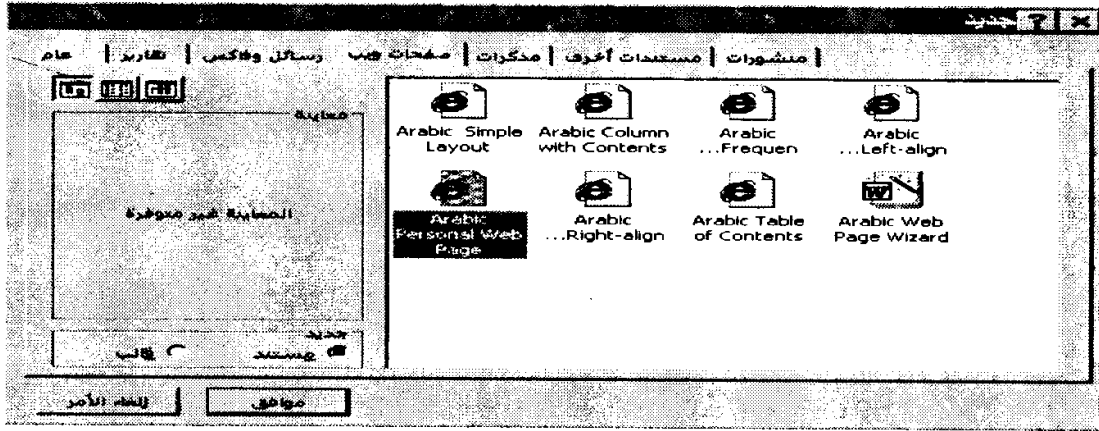 جديد
منشورات | مستندات أخرى | مذكرات | صفحات ويب رسائل وفاكس | تقارير | عام
معاينة
المعاينة غير متوفرة
Arabic Simple Layout
Arabic Column with Contents
Arabic Frequen...
Arabic Left-align...
Arabic Personal Web Page
Arabic Right-align...
Arabic Table of Contents
Arabic Web Page Wizard
جديد
مستند
قالب
موافق
إلغاء الأمر